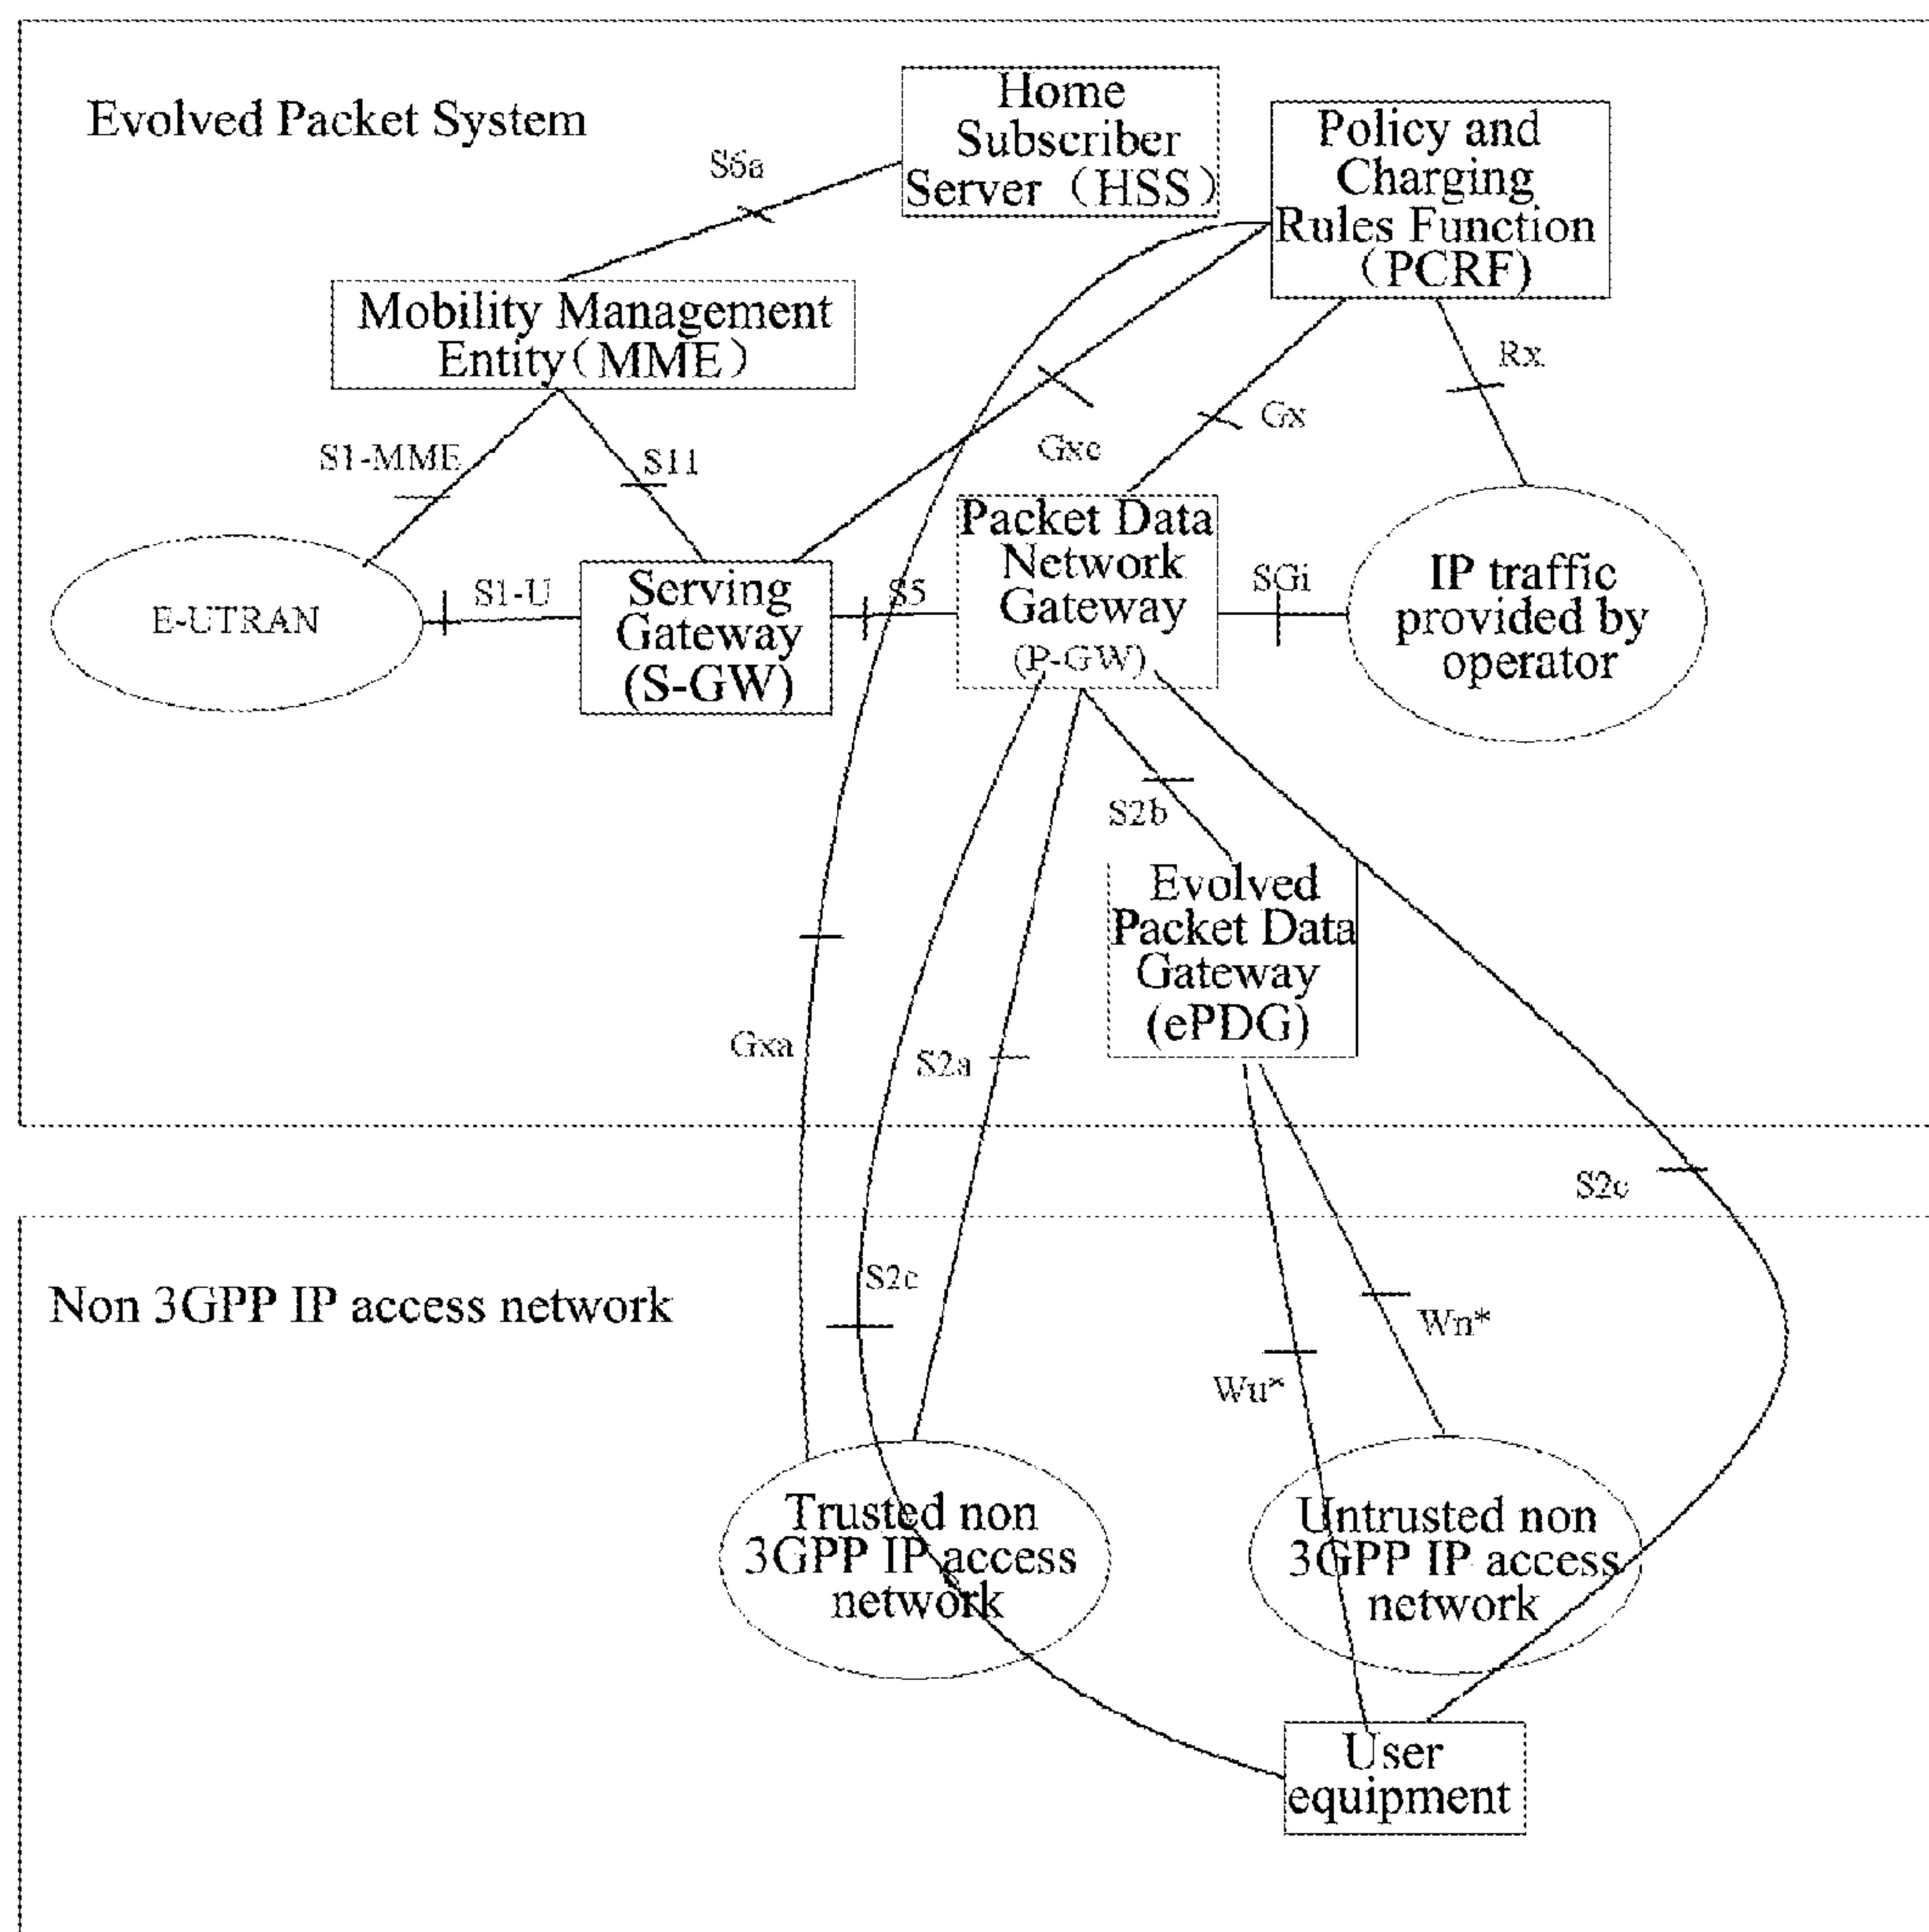 Evolved Packet System
Home
Subscriber
Server（HSS）
Policy and
Charging
Rules Function
（PCRF）
S6a
Mobility Management
Entity（MME）
Rx
Gx
Gxc
S1-MME
S11
E-UTRAN
S1-U
Serving
Gateway
(S-GW)
S5
Packet Data
Network
Gateway
(P-GW)
SGi
IP traffic
provided by
operator
S2b
Evolved
Packet Data
Gateway
(ePDG)
Gxa
S2a
S2c
Non 3GPP IP access network
S2c
Wn*
Wu*
Trusted non
3GPP IP access
network
Untrusted non
3GPP IP access
network
User
equipment